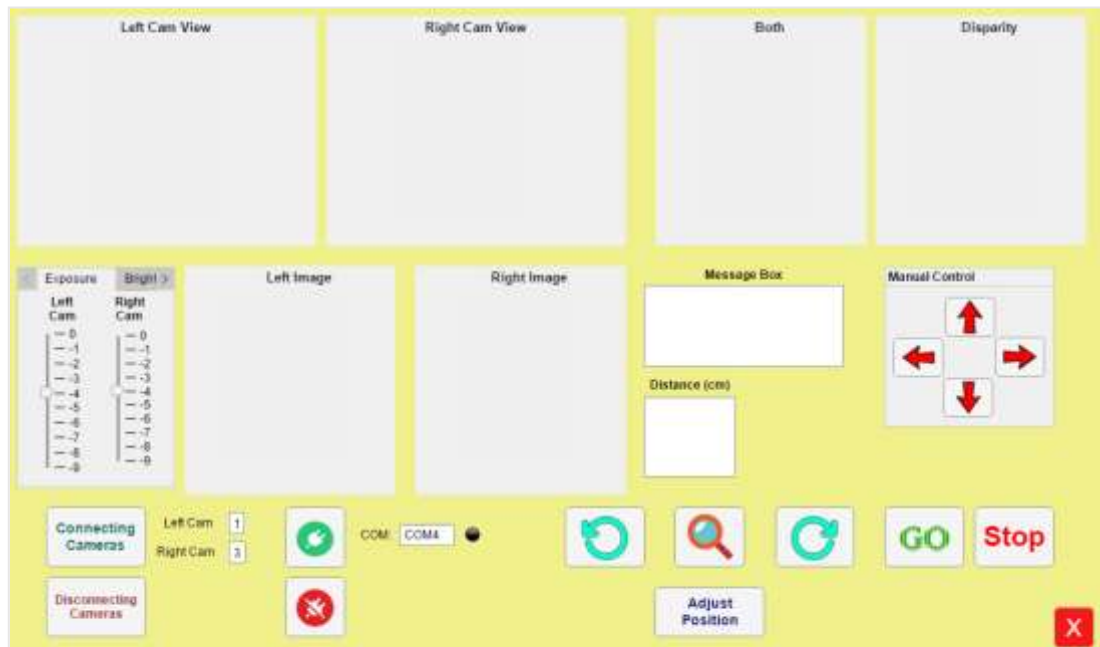 Left Cam View
Right Cam View
Both
Disparity
< Exposure Bright >
Left Cam
Right Cam
0
-1
-2
-3
-4
-5
-6
-7
-8
-9
0
-1
-2
-3
-4
-5
-6
-7
-8
-9
Left Image
Right Image
Message Box
Distance (cm)
Manual Control
Connecting
Cameras
Left Cam 1
Right Cam 3
COM: COM4
GO
Stop
Disconnecting
Cameras
Adjust
Position
X